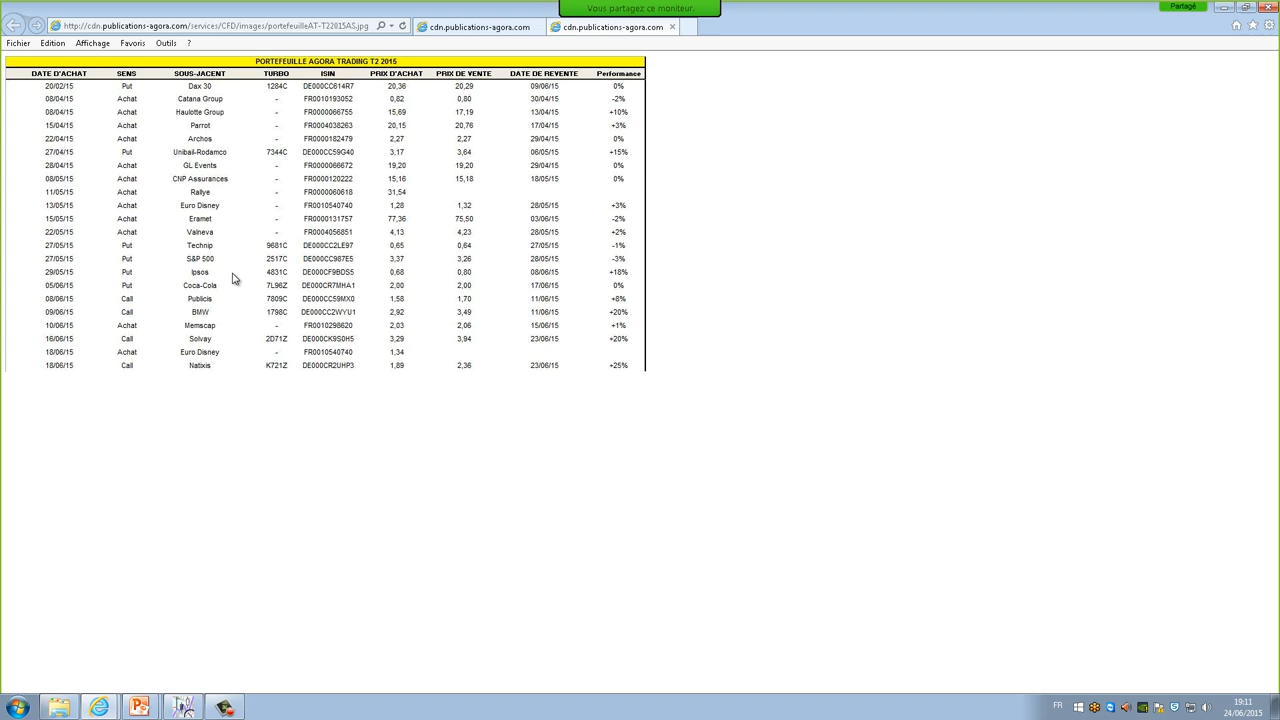 Vous partagez ce moniteur.
Partagé
http://cdn.publications-agora.com/services/CFD/images/portefeuilleAT-T22015AS.jpg
cdn.publications-agora.com
cdn.publications-agora.com
Fichier Edition Affichage Favoris Outils ?
PORTEFEUILLE AGORA TRADING T2 2015
DATE D'ACHAT SENS SOUS-JACENT TURBO ISIN PRIX D'ACHAT PRIX DE VENTE DATE DE REVENTE Performance
20/02/15 Put Dax 30 1284C DE000CC614R7 20,36 20,29 09/06/15 0%
08/04/15 Achat Catana Group - FR0010193052 0,82 0,80 30/04/15 -2%
08/04/15 Achat Haulotte Group - FR0000066755 15,69 17,19 13/04/15 +10%
15/04/15 Achat Parrot - FR0004038263 20,15 20,76 17/04/15 +3%
22/04/15 Achat Archos - FR0000182479 2,27 2,27 29/04/15 0%
27/04/15 Put Unibail-Rodamco 7344C DE000CC59G40 3,17 3,64 06/05/15 +15%
28/04/15 Achat GL Events - FR0000066672 19,20 19,20 29/04/15 0%
08/05/15 Achat CNP Assurances - FR0000120222 15,16 15,18 18/05/15 0%
11/05/15 Achat Rallye - FR0000060618 31,54
13/05/15 Achat Euro Disney - FR0010540740 1,28 1,32 28/05/15 +3%
15/05/15 Achat Eramet - FR0000131757 77,36 75,50 03/06/15 -2%
22/05/15 Achat Valneva - FR0004056851 4,13 4,23 28/05/15 +2%
27/05/15 Put Technip 9681C DE000CC2LE97 0,65 0,64 27/05/15 -1%
27/05/15 Put S&P 500 2517C DE000CC987E5 3,37 3,26 28/05/15 -3%
29/05/15 Put Ipsos 4831C DE000CF9BDS5 0,68 0,80 08/06/15 +18%
05/06/15 Put Coca-Cola 7L96Z DE000CR7MHA1 2,00 2,00 17/06/15 0%
08/06/15 Call Publicis 7809C DE000CC59MX0 1,58 1,70 11/06/15 +8%
09/06/15 Call BMW 1798C DE000CC2WYU1 2,92 3,49 11/06/15 +20%
10/06/15 Achat Memscap - FR0010298620 2,03 2,06 15/06/15 +1%
16/06/15 Call Solvay 2D71Z DE000CK9S0H5 3,29 3,94 23/06/15 +20%
18/06/15 Achat Euro Disney - FR0010540740 1,34
18/06/15 Call Natixis K721Z DE000CR2UHP3 1,89 2,36 23/06/15 +25%
FR
19:11
24/06/2015